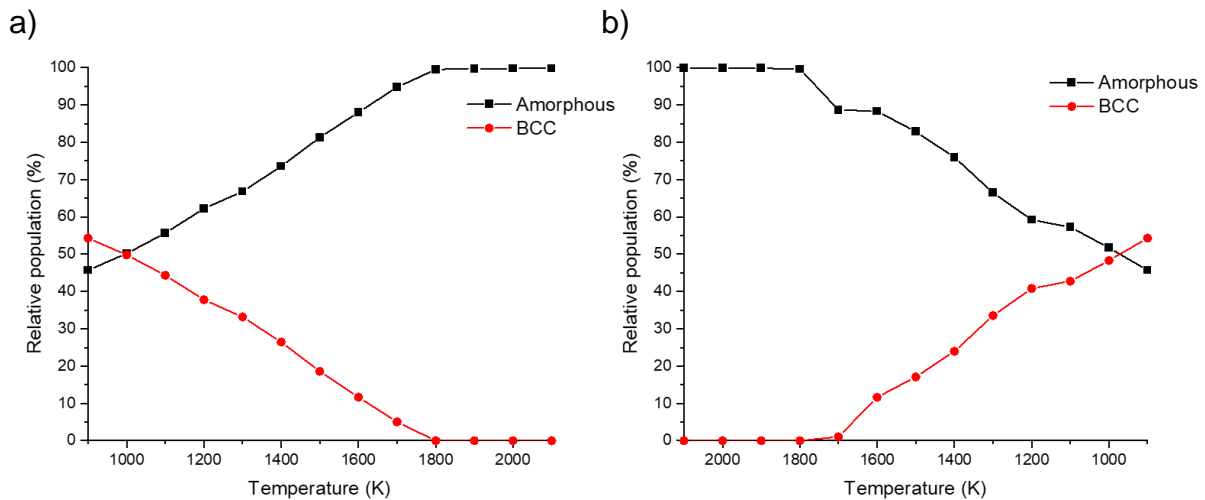 a)
100
90
80
70
60
50
40
30
20
10
0
Relative population (%)
Amorphous
BCC
1000 1200 1400 1600 1800 2000
Temperature (K)
b)
100
90
80
70
60
50
40
30
20
10
0
Relative population (%)
Amorphous
BCC
2000 1800 1600 1400 1200 1000
Temperature (K)